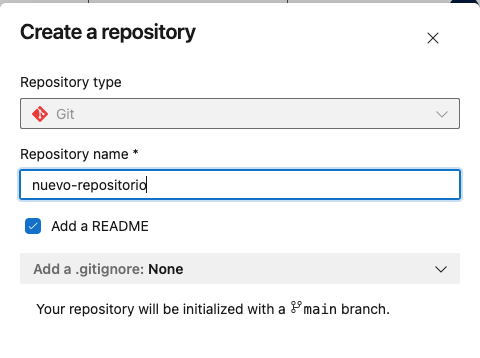 Create a repository
Repository type
Git
Repository name *
nuevo-repositorio
Add a README
Add a .gitignore: None
Your repository will be initialized with a main branch.